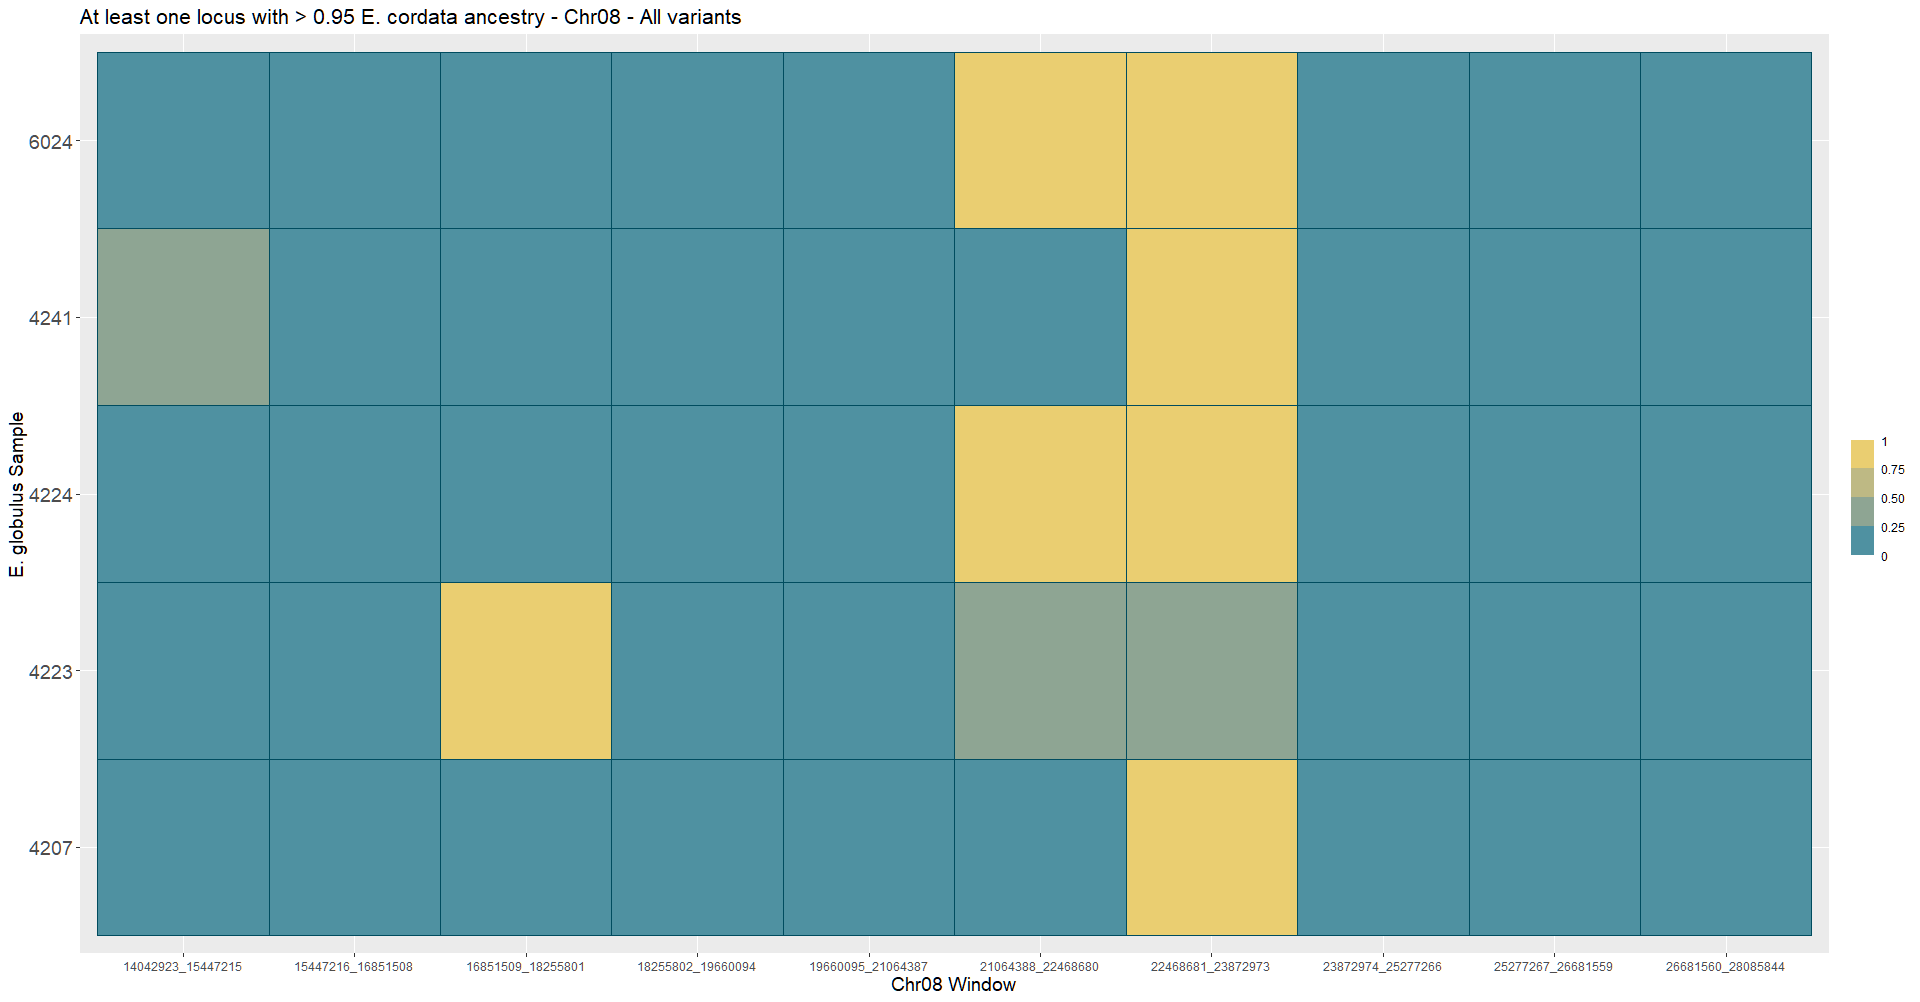 At least one locus with > 0.95 E. cordata ancestry - Chr08 - All variants
E. globulus Sample
6024
4241
4224
4223
4207
1
0.75
0.50
0.25
0
14042923_15447215 15447216_16851508 16851509_18255801 18255802_19660094 19660095_21064387 21064388_22468680 22468681_23872973 23872974_25277266 25277267_26681559 26681560_28085844
Chr08 Window